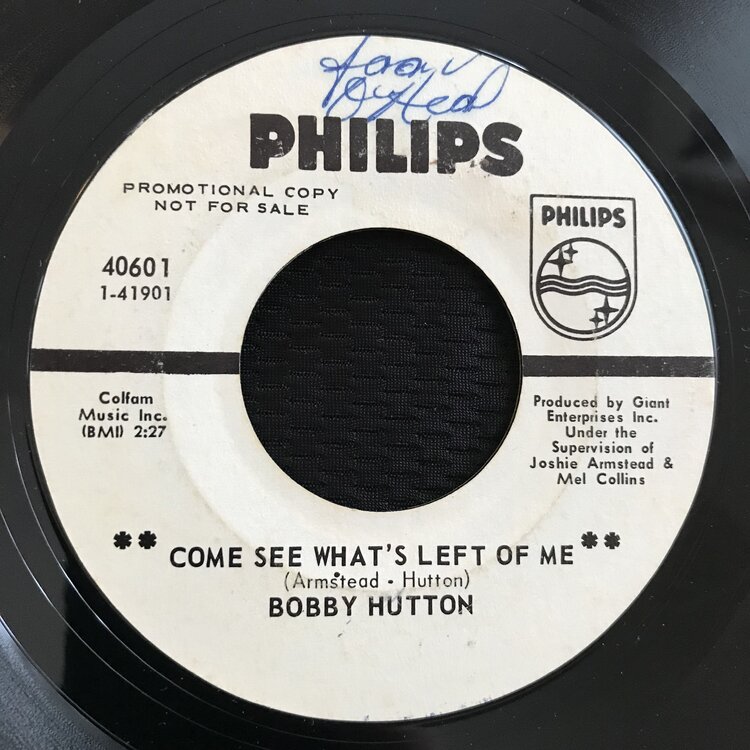 PHILIPS
PROMOTIONAL COPY
NOT FOR SALE
PHILIPS
40601
1-41901
Colfam
Music Inc.
(BMI) 2:27
Produced by Giant
Enterprises Inc.
Under the
Supervision of
Joshie Armstead &
Mel Collins
** COME SEE WHAT'S LEFT OF ME **
(Armstead - Hutton)
BOBBY HUTTON